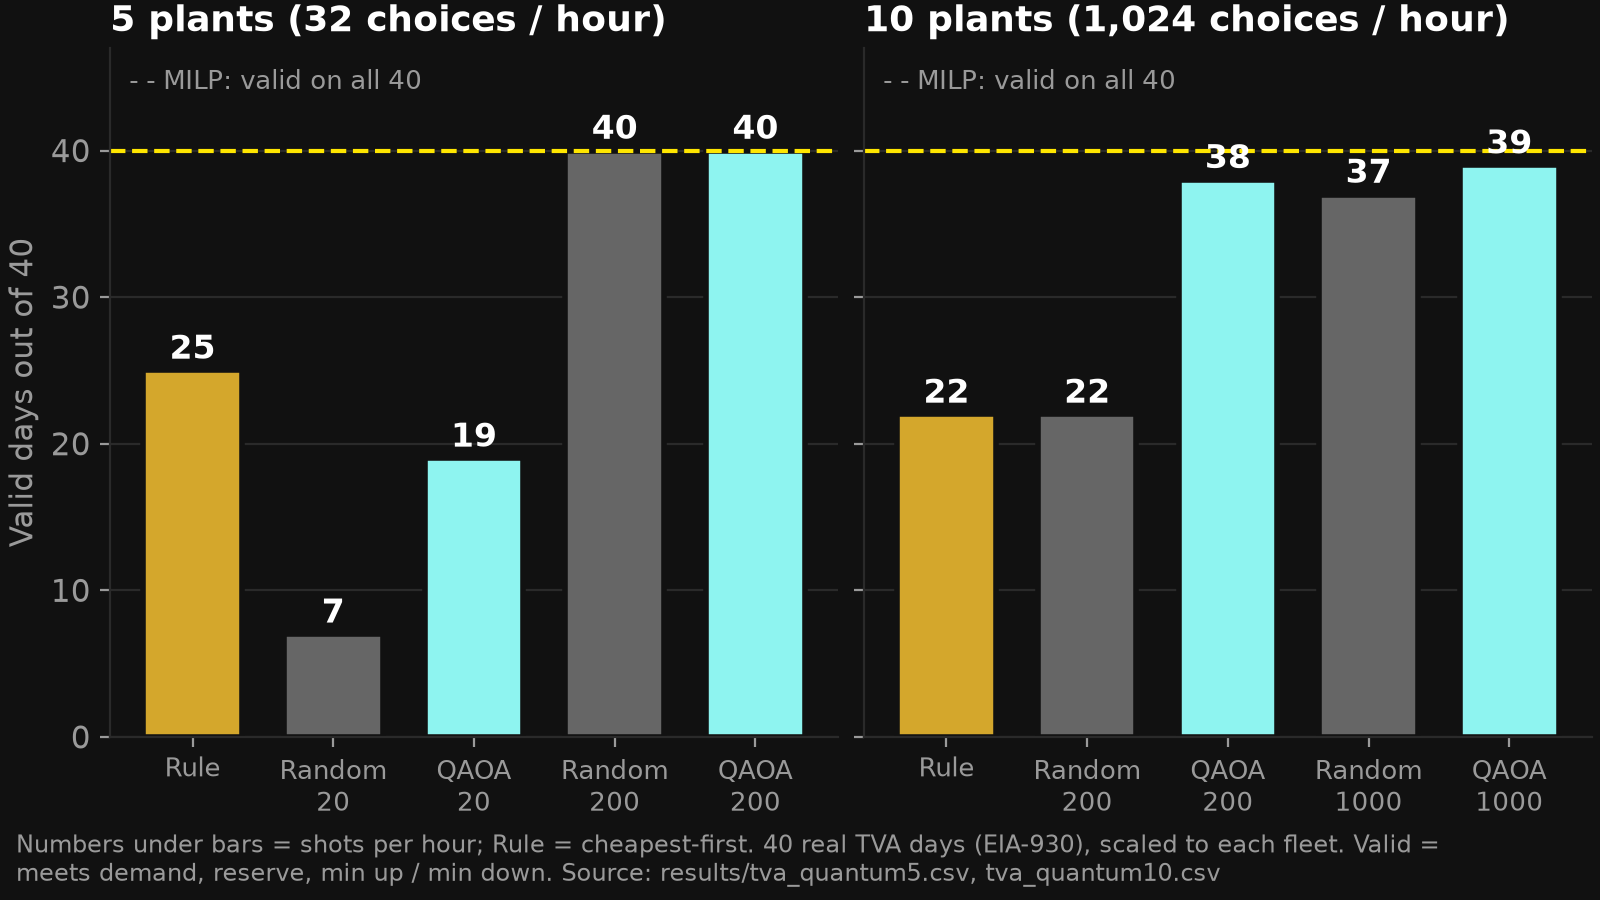 5 plants (32 choices / hour)
- - MILP: valid on all 40
Valid days out of 40
40
30
20
10
0
25
7
19
40
40
Rule
Random
20
QAOA
20
Random
200
QAOA
200
10 plants (1,024 choices / hour)
- - MILP: valid on all 40
22
22
38
37
39
Rule
Random
200
QAOA
200
Random
1000
QAOA
1000
Numbers under bars = shots per hour; Rule = cheapest-first. 40 real TVA days (EIA-930), scaled to each fleet. Valid =
meets demand, reserve, min up / min down. Source: results/tva_quantum5.csv, tva_quantum10.csv